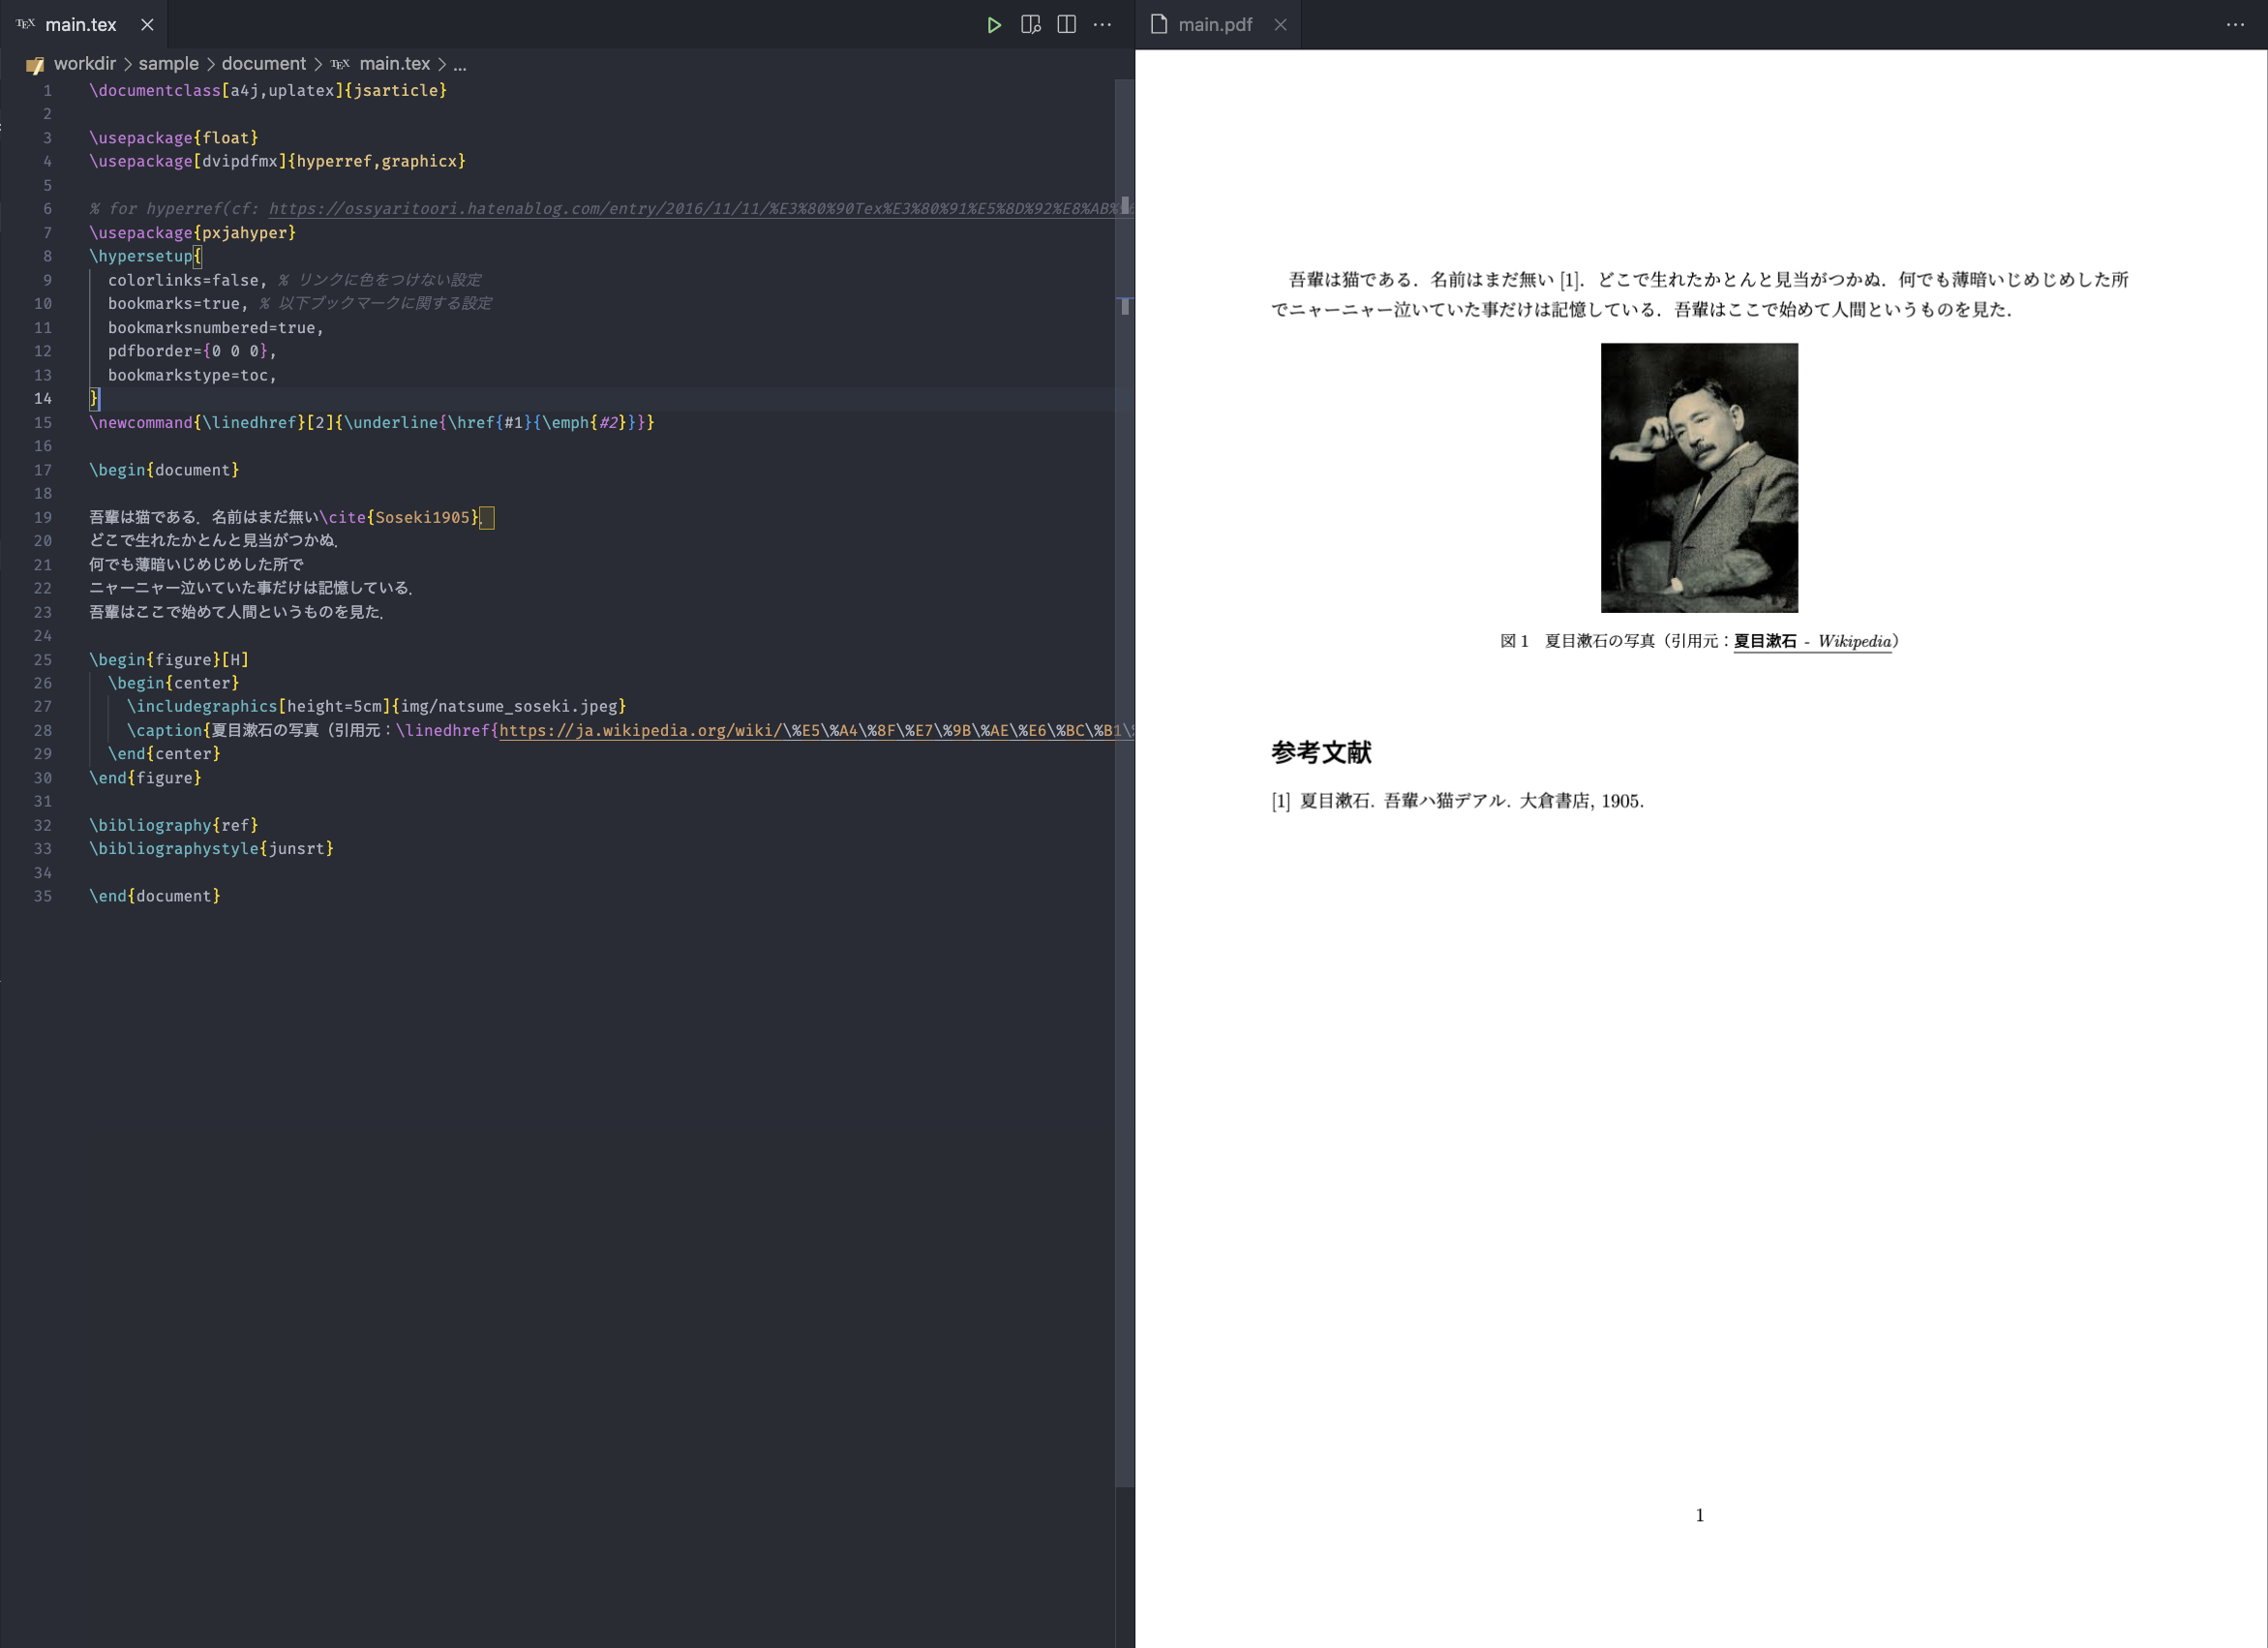 TEX main.tex
workdir > sample > document > TEX main.tex > ...
1 \documentclass[a4j,uplatex]{jsarticle}
2
3 \usepackage{float}
4 \usepackage[dvipdfmx]{hyperref,graphicx}
5
6 % for hyperref(cf: https://ossyaritoori.hatenablog.com/entry/2016/11/11/%E3%80%90Tex%E3%80%91%E5%8D%92%E8%AB%
7 \usepackage{pxjahyper}
8 \hypersetup{
9 colorlinks=false, % リンクに色をつけない設定
10 bookmarks=true, % 以下ブックマークに関する設定
11 bookmarksnumbered=true,
12 pdfborder={0 0 0},
13 bookmarkstype=toc,
14 }
15 \newcommand{\linedhref}[2]{\underline{\href{#1}{\emph{#2}}}}
16
17 \begin{document}
18
19 吾輩は猫である．名前はまだ無い\cite{Soseki1905}．
20 どこで生れたかとんと見当がつかぬ．
21 何でも薄暗いじめじめした所で
22 ニャーニャー泣いていた事だけは記憶している．
23 吾輩はここで始めて人間というものを見た．
24
25 \begin{figure}[H]
26 \begin{center}
27 \includegraphics[height=5cm]{img/natsume_soseki.jpeg}
28 \caption{夏目漱石の写真（引用元：\linedhref{https://ja.wikipedia.org/wiki/\%E5\%A4\%8F\%E7\%9B\%AE\%E6\%BC\%B1\%
29 \end{center}
30 \end{figure}
31
32 \bibliography{ref}
33 \bibliographystyle{junsrt}
34
35 \end{document}
main.pdf
吾輩は猫である．名前はまだ無い [1]．どこで生れたかとんと見当がつかぬ．何でも薄暗いじめじめした所
でニャーニャー泣いていた事だけは記憶している．吾輩はここで始めて人間というものを見た．
図 1　夏目漱石の写真（引用元：夏目漱石 - Wikipedia）
参考文献
[1] 夏目漱石. 吾輩ハ猫デアル. 大倉書店, 1905.
1